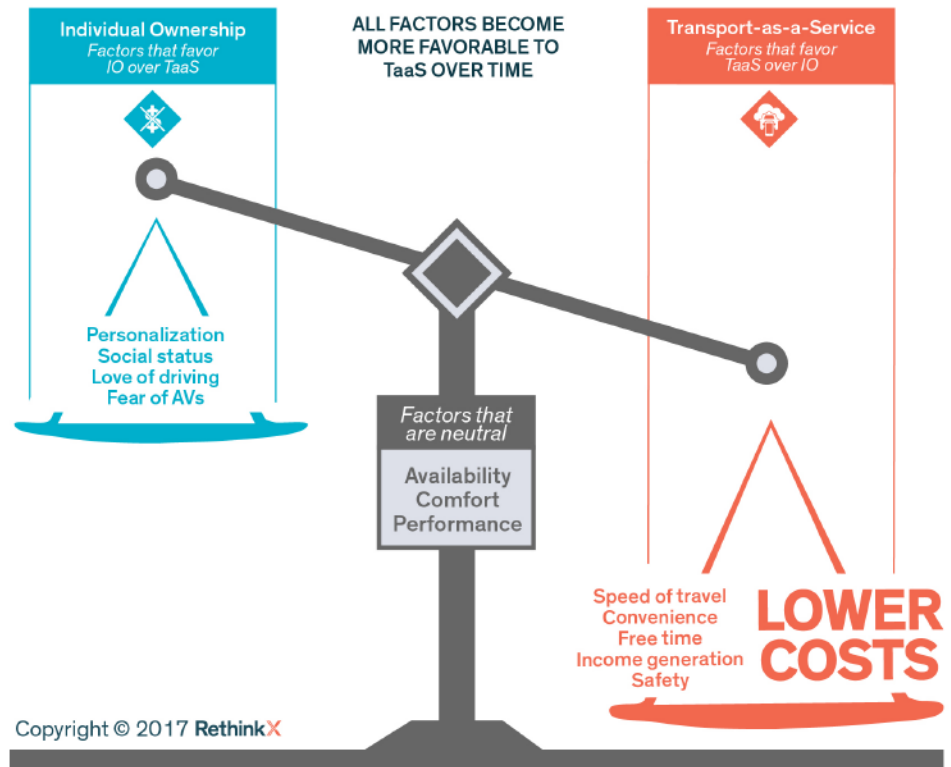 Individual Ownership
Factors that favor
IO over TaaS
ALL FACTORS BECOME
MORE FAVORABLE TO
TaaS OVER TIME
Transport-as-a-Service
Factors that favor
TaaS over IO
$
Personalization
Social status
Love of driving
Fear of AVs
Factors that
are neutral
Availability
Comfort
Performance
Speed of travel
Convenience
Free time
Income generation
Safety
LOWER
COSTS
Copyright © 2017 RethinkX